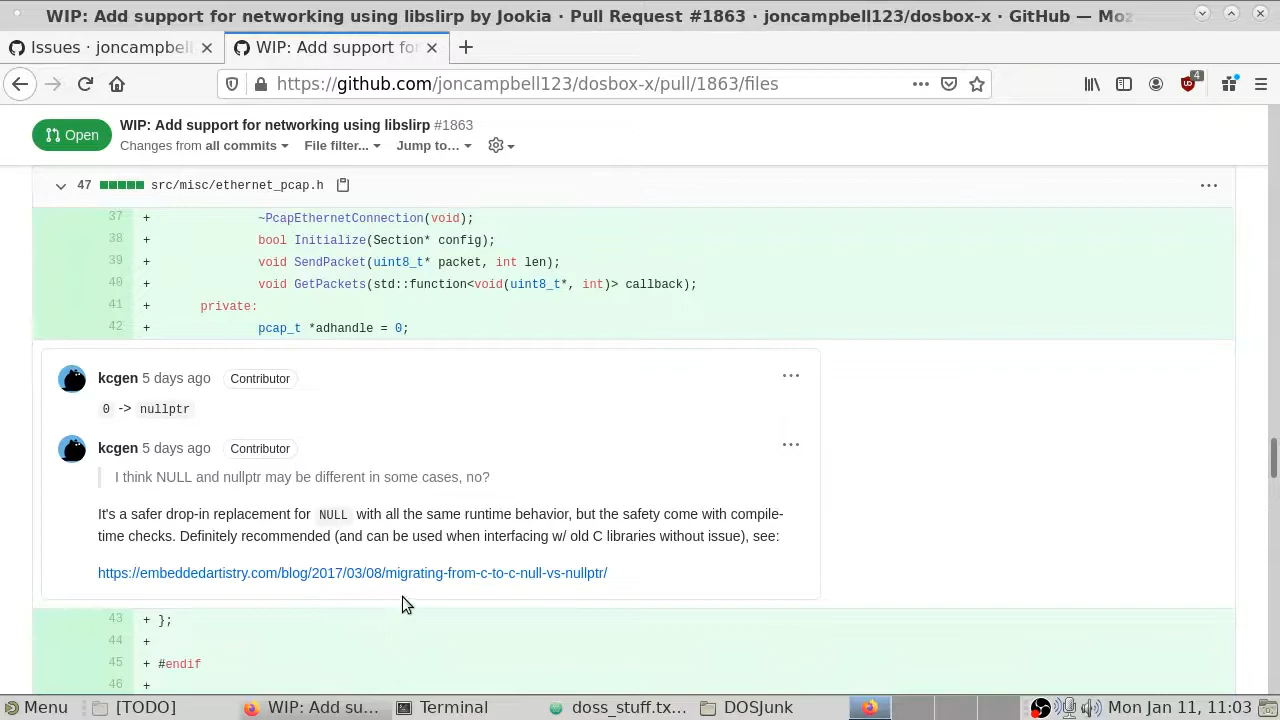 WIP: Add support for networking using libslirp by Jookia · Pull Request #1863 · joncampbell123/dosbox-x · GitHub — Moz
Issues · joncampbell
WIP: Add support fo
https://github.com/joncampbell123/dosbox-x/pull/1863/files
4
Open
WIP: Add support for networking using libslirp #1863
Changes from all commits File filter... Jump to...
47 src/misc/ethernet_pcap.h
37 + ~PcapEthernetConnection(void);
38 + bool Initialize(Section* config);
39 + void SendPacket(uint8_t* packet, int len);
40 + void GetPackets(std::function<void(uint8_t*, int)> callback);
41 + private:
42 + pcap_t *adhandle = 0;
kcgen 5 days ago Contributor
0 -> nullptr
kcgen 5 days ago Contributor
I think NULL and nullptr may be different in some cases, no?
It's a safer drop-in replacement for NULL with all the same runtime behavior, but the safety come with compile-
time checks. Definitely recommended (and can be used when interfacing w/ old C libraries without issue), see:
https://embeddedartistry.com/blog/2017/03/08/migrating-from-c-to-c-null-vs-nullptr/
43 + };
44 +
45 + #endif
46 +
Menu [TODO] WIP: Add su... Terminal doss_stuff.tx... DOSJunk Mon Jan 11, 11:03